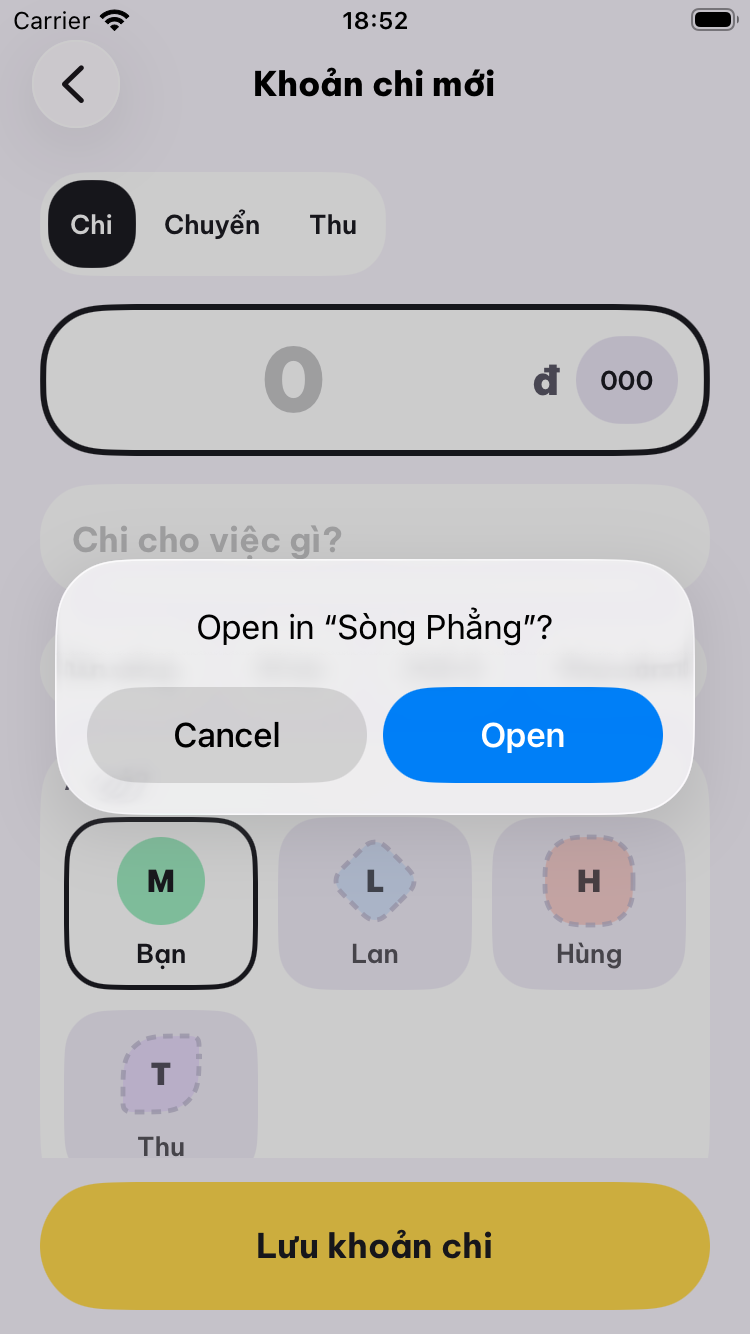 Carrier
18:52
Khoản chi mới
Chi
Chuyển
Thu
0
đ
000
Chi cho việc gì?
Open in “Sòng Phẳng”?
Cancel
Open
M
L
H
Bạn
Lan
Hùng
T
Thu
Lưu khoản chi